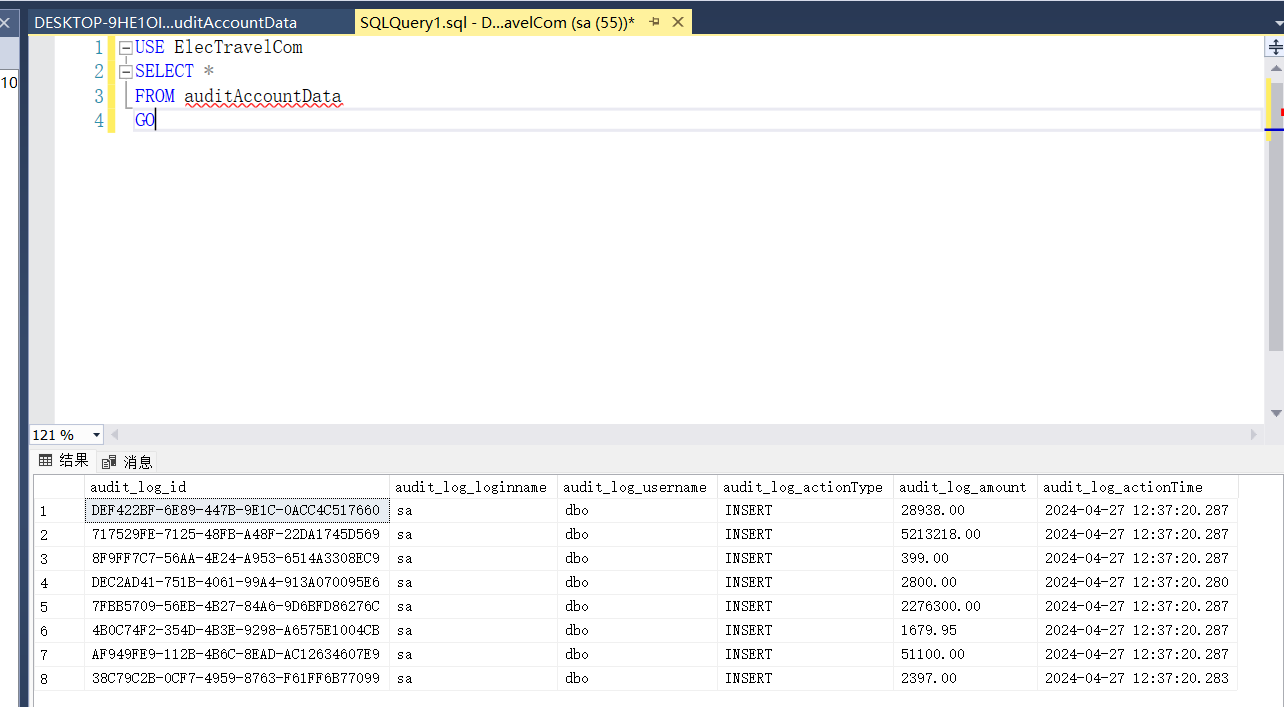 DESKTOP-9HE1OI...uditAccountData
SQLQuery1.sql - D...avelCom (sa (55))*
10
1 USE ElecTravelCom
2 SELECT *
3 FROM auditAccountData
4 GO
121 %
结果 消息
audit_log_id audit_log_loginname audit_log_username audit_log_actionType audit_log_amount audit_log_actionTime
1 DEF422BF-6E89-447B-9E1C-0ACC4C517660 sa dbo INSERT 28938.00 2024-04-27 12:37:20.287
2 717529FE-7125-48FB-A48F-22DA1745D569 sa dbo INSERT 5213218.00 2024-04-27 12:37:20.287
3 8F9FF7C7-56AA-4E24-A953-6514A3308EC9 sa dbo INSERT 399.00 2024-04-27 12:37:20.287
4 DEC2AD41-751B-4061-99A4-913A070095E6 sa dbo INSERT 2800.00 2024-04-27 12:37:20.280
5 7FBB5709-56EB-4B27-84A6-9D6BFD86276C sa dbo INSERT 2276300.00 2024-04-27 12:37:20.287
6 4B0C74F2-354D-4B3E-9298-A6575E1004CB sa dbo INSERT 1679.95 2024-04-27 12:37:20.287
7 AF949FE9-112B-4B6C-8EAD-AC12634607E9 sa dbo INSERT 51100.00 2024-04-27 12:37:20.287
8 38C79C2B-0CF7-4959-8763-F61FF6B77099 sa dbo INSERT 2397.00 2024-04-27 12:37:20.283